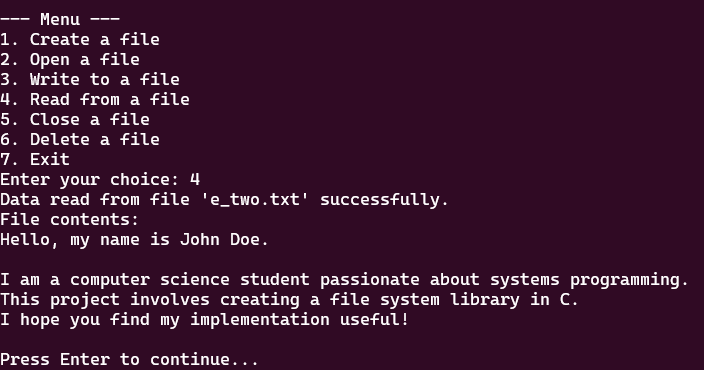 --- Menu ---
1. Create a file
2. Open a file
3. Write to a file
4. Read from a file
5. Close a file
6. Delete a file
7. Exit
Enter your choice: 4
Data read from file 'e_two.txt' successfully.
File contents:
Hello, my name is John Doe.

I am a computer science student passionate about systems programming.
This project involves creating a file system library in C.
I hope you find my implementation useful!

Press Enter to continue...